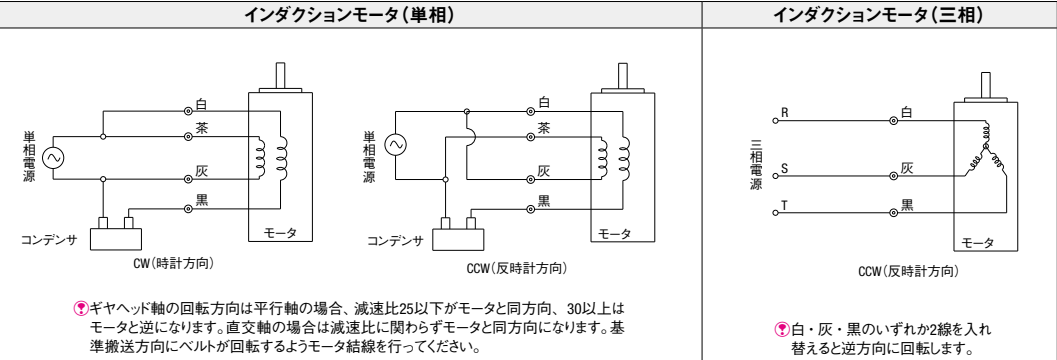 インダクションモータ（単相）
単相電源
白
茶
灰
黒
コンデンサ
モータ
CW（時計方向）
単相電源
白
茶
灰
黒
コンデンサ
モータ
CCW（反時計方向）
ギヤヘッド軸の回転方向は平行軸の場合、減速比25以下がモータと同方向、30以上は
モータと逆になります。直交軸の場合は減速比に関わらずモータと同方向になります。基
準搬送方向にベルトが回転するようモータ結線を行ってください。
インダクションモータ（三相）
三相電源
R
白
S
灰
T
黒
モータ
CCW（反時計方向）
白・灰・黒のいずれか2線を入れ
替えると逆方向に回転します。